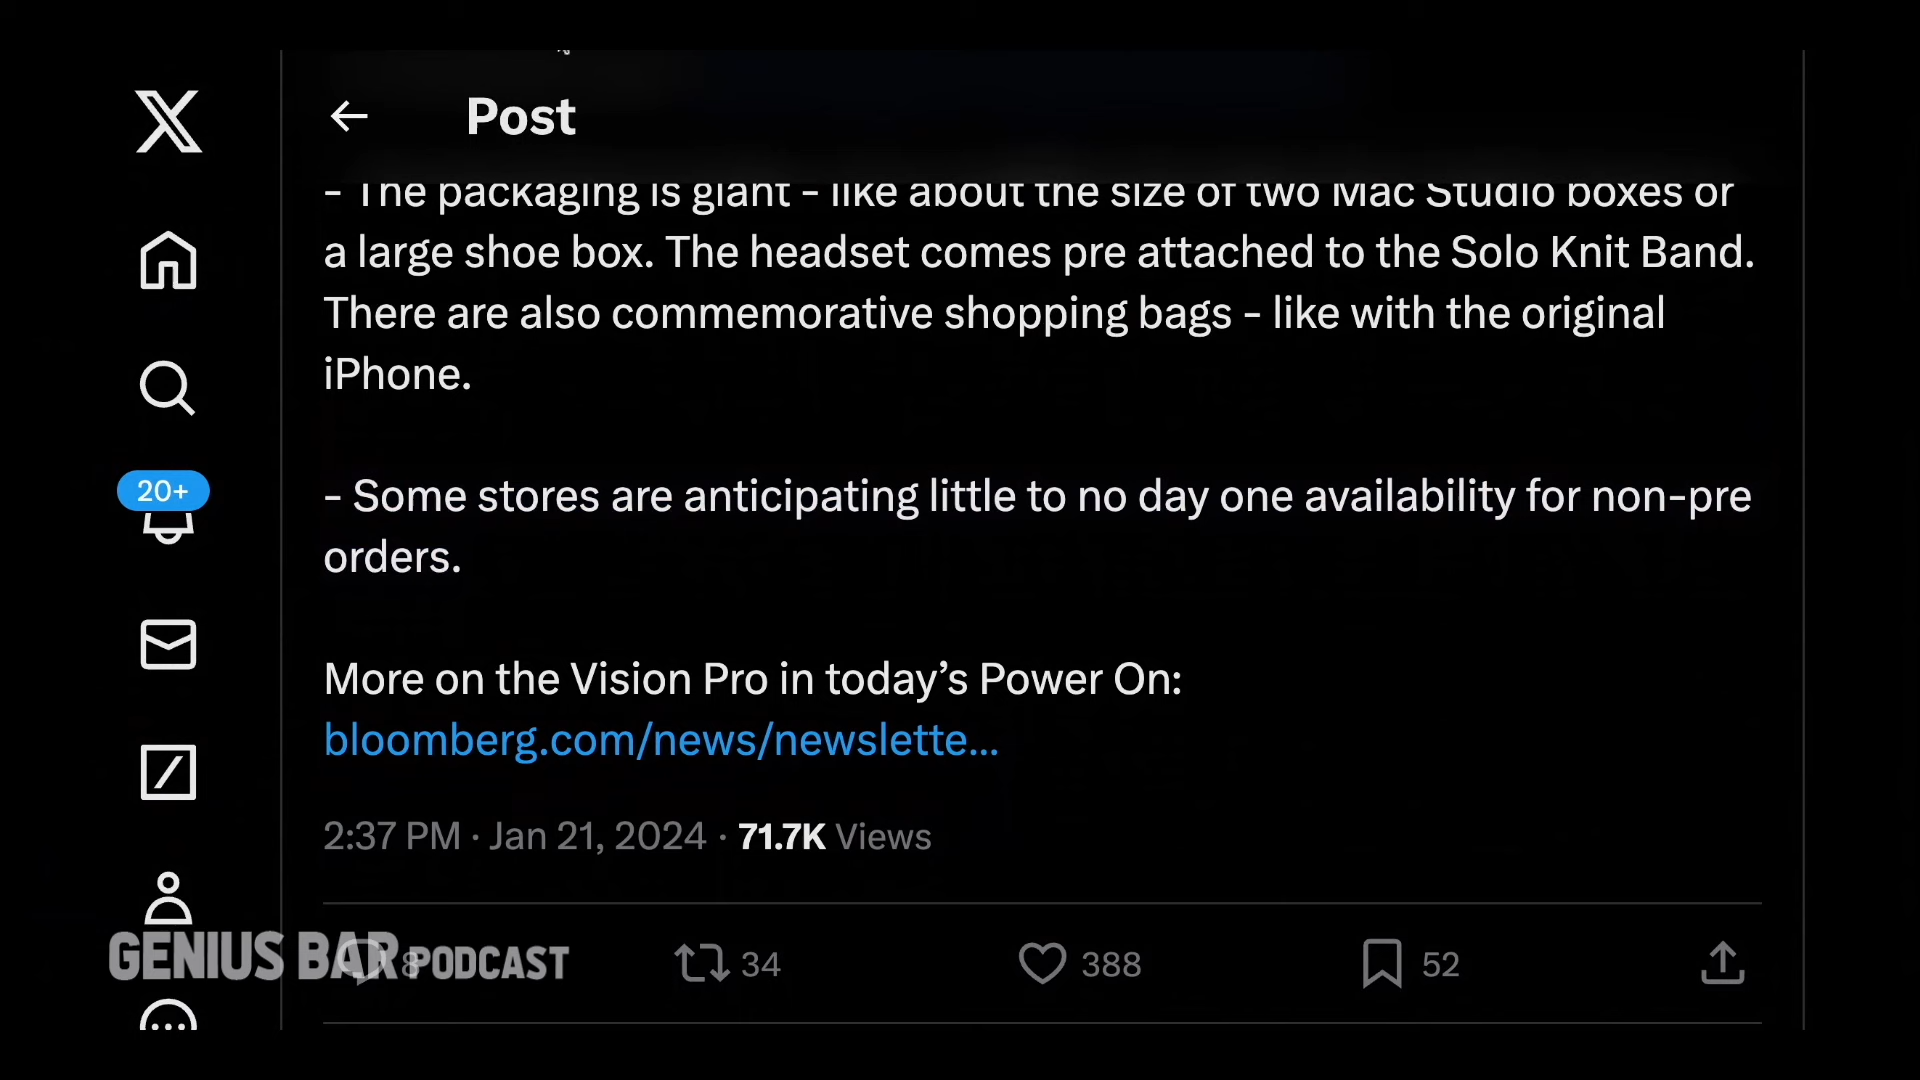 Post
- The packaging is giant - like about the size of two Mac Studio boxes or
a large shoe box. The headset comes pre attached to the Solo Knit Band.
There are also commemorative shopping bags - like with the original
iPhone.
20+
- Some stores are anticipating little to no day one availability for non-pre
orders.
More on the Vision Pro in today’s Power On:
bloomberg.com/news/newslette...
2:37 PM · Jan 21, 2024 · 71.7K Views
GENIUS BAR PODCAST
34
388
52